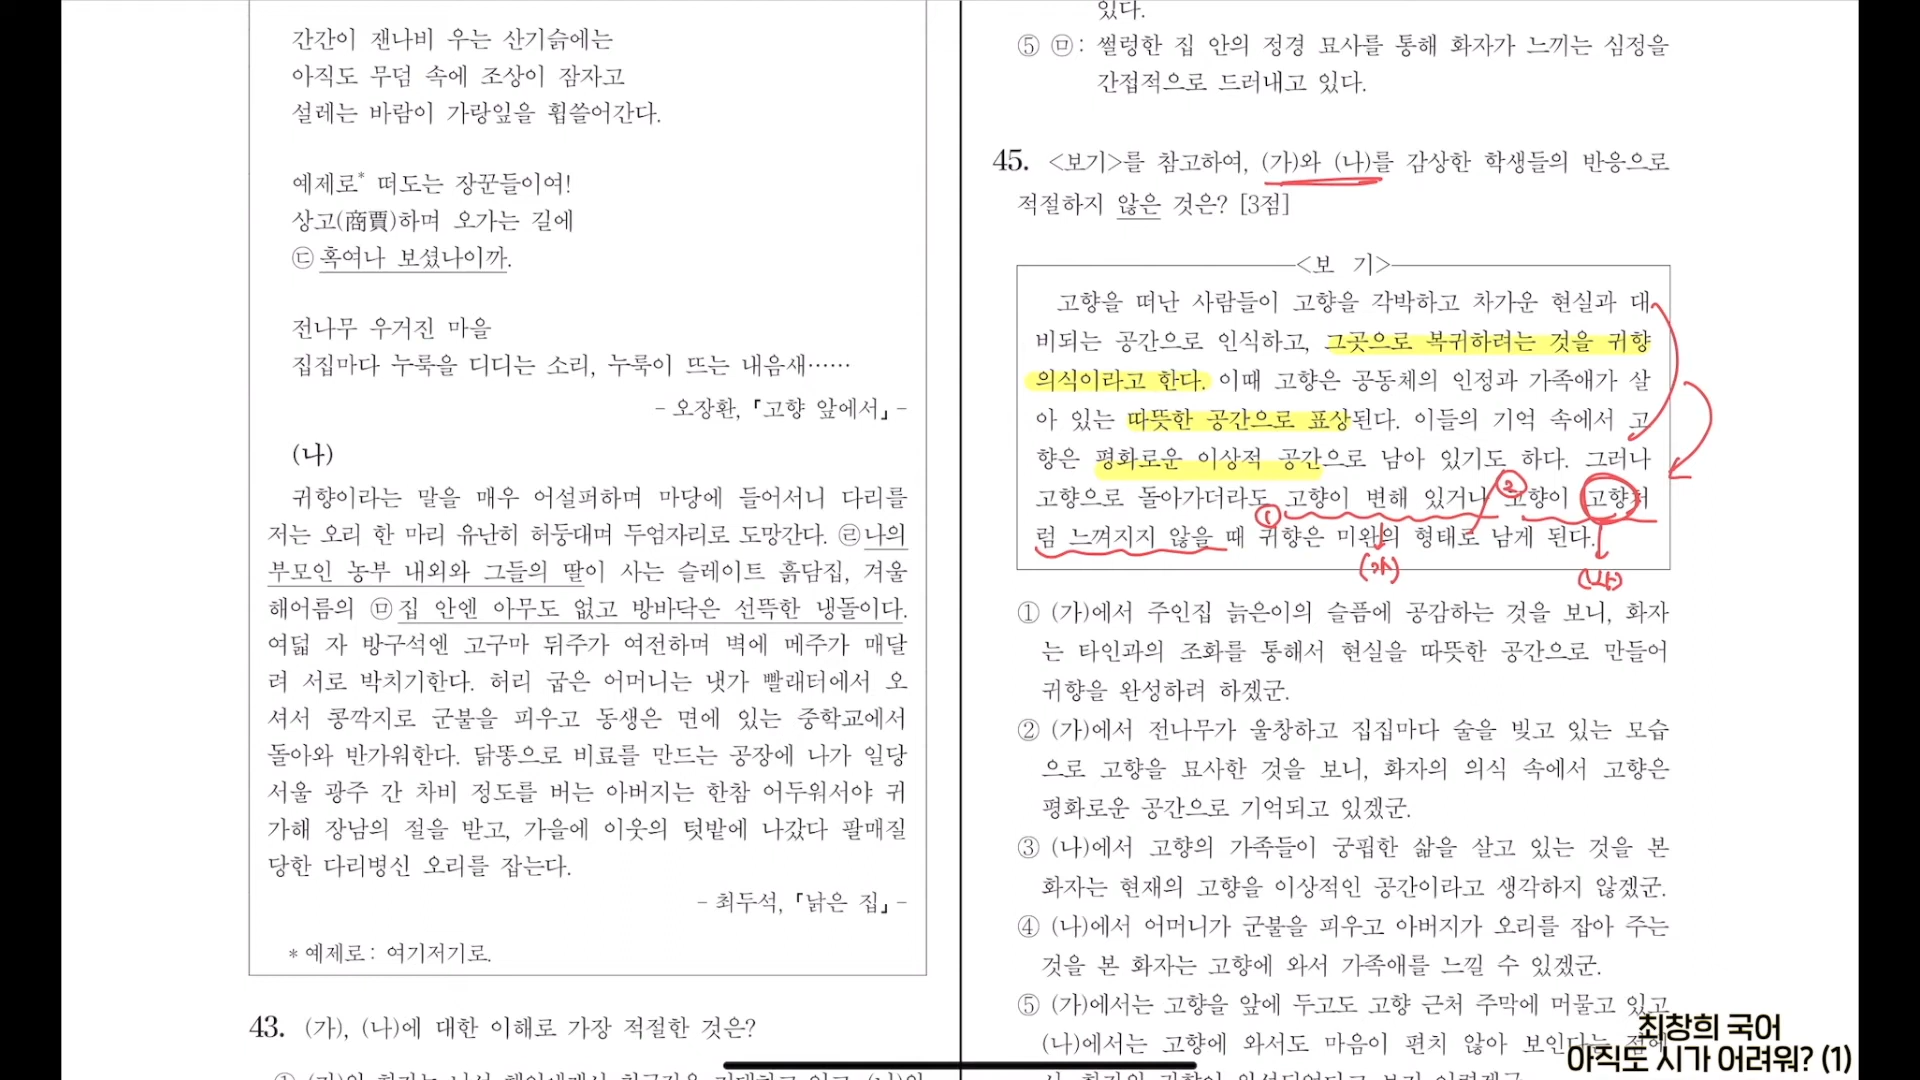 간간이 잰나비 우는 산기슭에는
아직도 무덤 속에 조상이 잠자고
설레는 바람이 가랑잎을 휩쓸어간다.
예제로* 떠도는 장꾼들이여!
상고(商賈)하며 오가는 길에
㉢ 혹여나 보셨나이까.
전나무 우거진 마을
집집마다 누룩을 디디는 소리, 누룩이 뜨는 내음새……
- 오장환, 「고향 앞에서」 -
(나)
귀향이라는 말을 매우 어설퍼하며 마당에 들어서니 다리를
저는 오리 한 마리 유난히 허둥대며 두엄자리로 도망간다. ㉣ 나의
부모인 농부 내외와 그들의 딸이 사는 슬레이트 흙담집, 겨울
해어름의 ㉤ 집 안엔 아무도 없고 방바닥은 선뜩한 냉돌이다.
여덟 자 방구석엔 고구마 뒤주가 여전하며 벽에 메주가 매달
려 서로 박치기한다. 허리 굽은 어머니는 냇가 빨래터에서 오
셔서 콩깍지로 군불을 피우고 동생은 면에 있는 중학교에서
돌아와 반가워한다. 닭똥으로 비료를 만드는 공장에 나가 일당
서울 광주 간 차비 정도를 버는 아버지는 한참 어두워서야 귀
가해 장남의 절을 받고, 가을에 이웃의 텃밭에 나갔다 팔매질
당한 다리병신 오리를 잡는다.
- 최두석, 「낡은 집」 -
* 예제로 : 여기저기로.
43. (가), (나)에 대한 이해로 가장 적절한 것은?
있다.
⑤ ㉤ : 썰렁한 집 안의 정경 묘사를 통해 화자가 느끼는 심정을
간접적으로 드러내고 있다.
45. <보기>를 참고하여, (가)와 (나)를 감상한 학생들의 반응으로
적절하지 않은 것은? [3점]
<보 기>
고향을 떠난 사람들이 고향을 각박하고 차가운 현실과 대
비되는 공간으로 인식하고, 그곳으로 복귀하려는 것을 귀향
의식이라고 한다. 이때 고향은 공동체의 인정과 가족애가 살
아 있는 따뜻한 공간으로 표상된다. 이들의 기억 속에서 고
향은 평화로운 이상적 공간으로 남아 있기도 하다. 그러나
고향으로 돌아가더라도 고향이 변해 있거나 고향이 고향처
② 
①
럼 느껴지지 않을 때 귀향은 미완의 형태로 남게 된다.
(가) (나)
① (가)에서 주인집 늙은이의 슬픔에 공감하는 것을 보니, 화자
는 타인과의 조화를 통해서 현실을 따뜻한 공간으로 만들어
귀향을 완성하려 하겠군.
② (가)에서 전나무가 울창하고 집집마다 술을 빚고 있는 모습
으로 고향을 묘사한 것을 보니, 화자의 의식 속에서 고향은
평화로운 공간으로 기억되고 있겠군.
③ (나)에서 고향의 가족들이 궁핍한 삶을 살고 있는 것을 본
화자는 현재의 고향을 이상적인 공간이라고 생각하지 않겠군.
④ (나)에서 어머니가 군불을 피우고 아버지가 오리를 잡아 주는
것을 본 화자는 고향에 와서 가족애를 느낄 수 있겠군.
⑤ (가)에서는 고향을 앞에 두고도 고향 근처 주막에 머물고 있고
(나)에서는 고향에 와서도 마음이 편치 않아 보인다는 점에
최창희 국어
아직도 시가 어려워? (1)